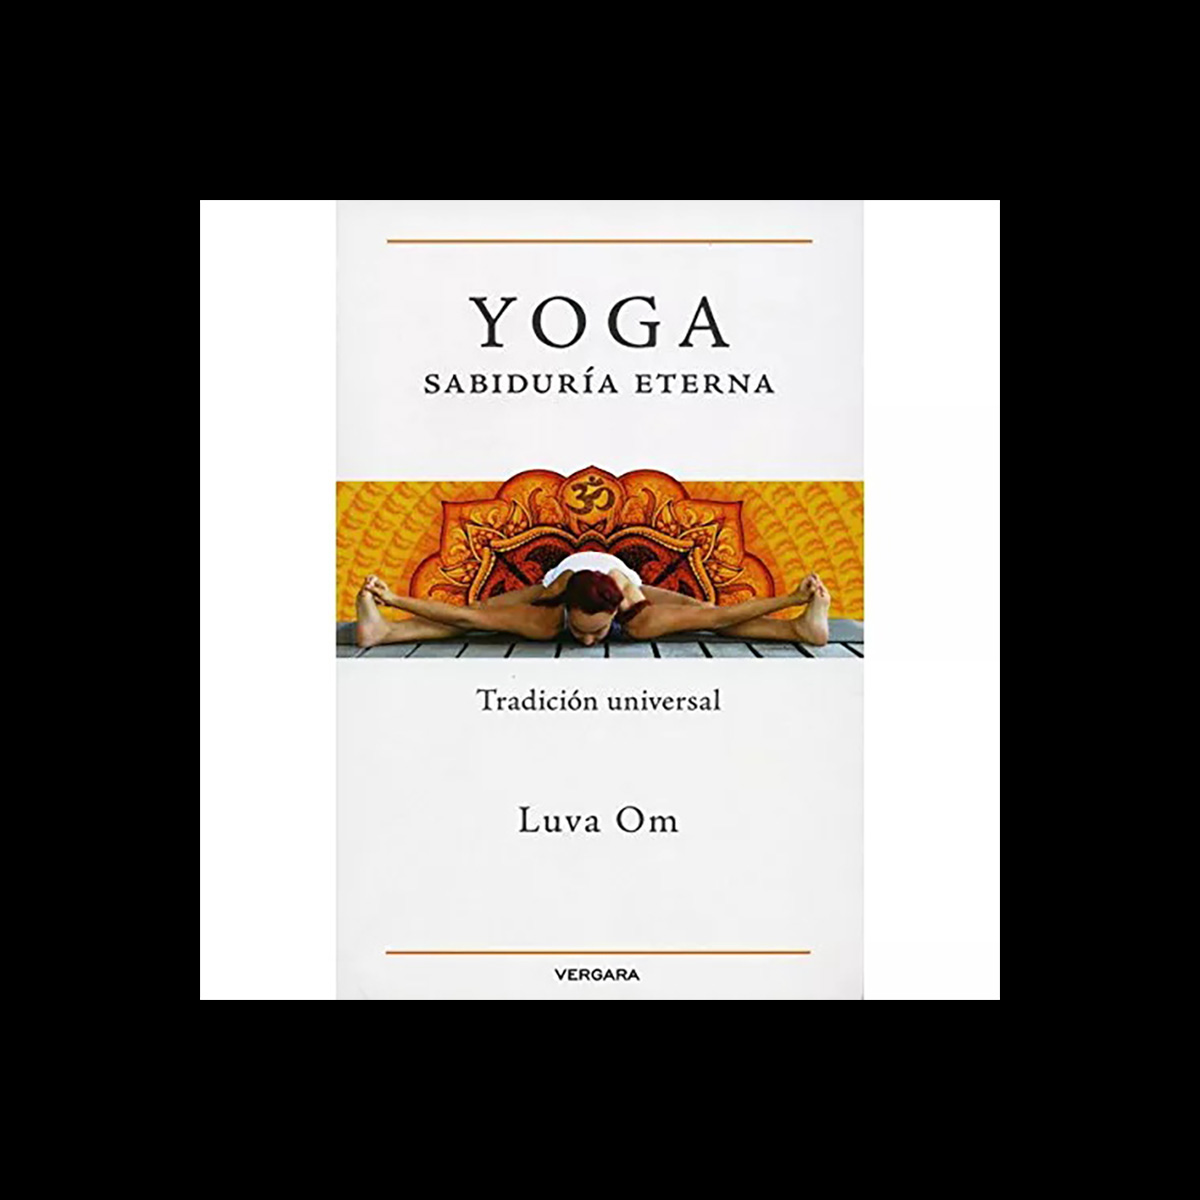 YOGA
SABIDURÍA ETERNA
ॐ
Tradición universal
Luva Om
VERGARA